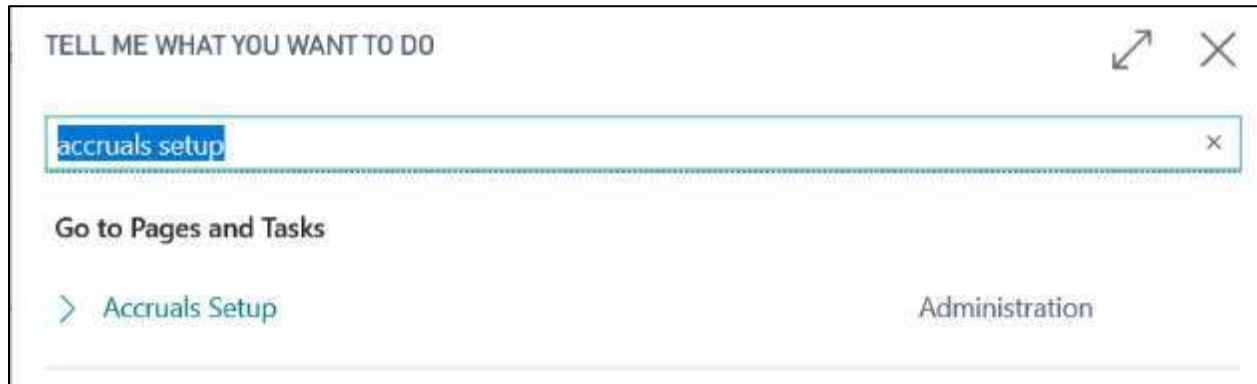 TELL ME WHAT YOU WANT TO DO
accruals setup
Go to Pages and Tasks
Accruals Setup Administration